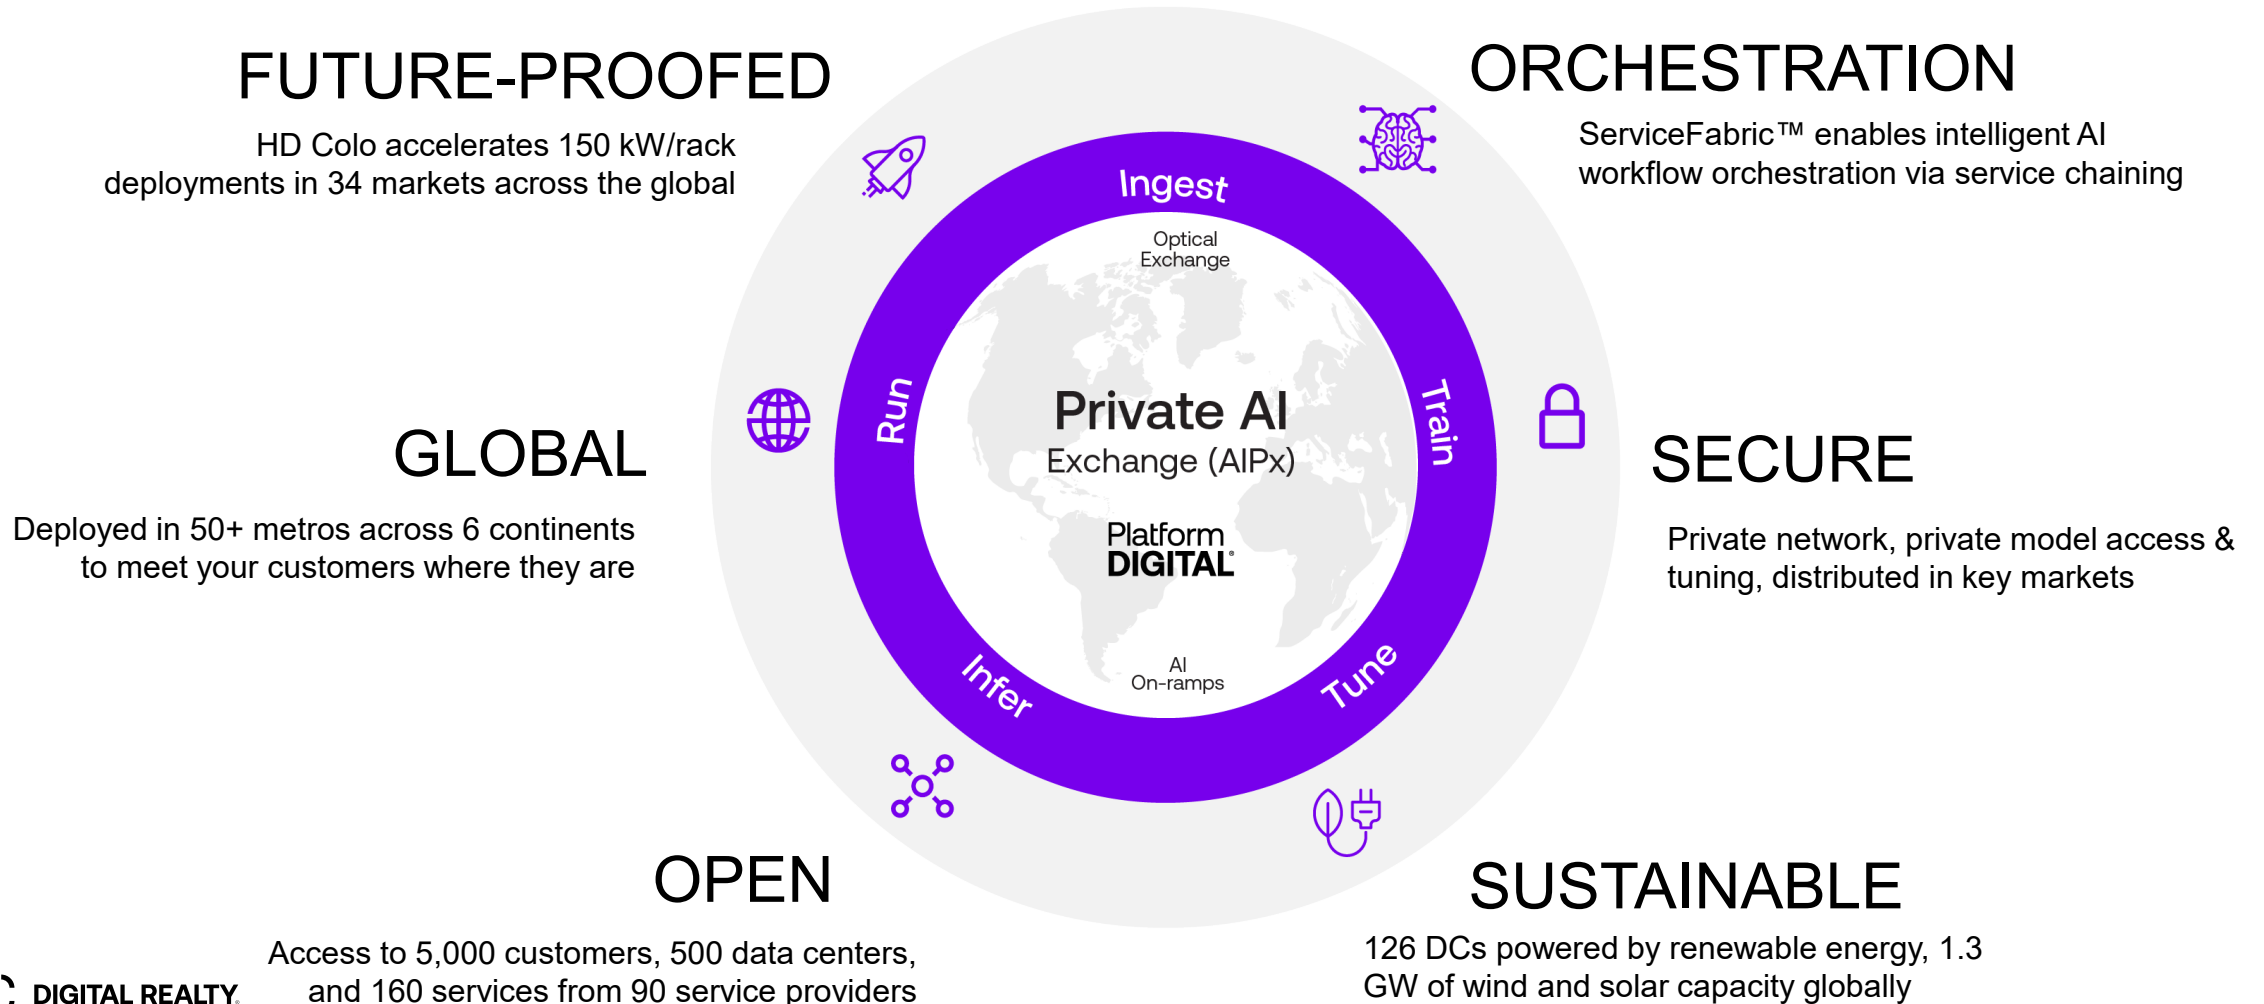 FUTURE-PROOFED
HD Colo accelerates 150 kW/rack
deployments in 34 markets across the global
ORCHESTRATION
ServiceFabric™ enables intelligent AI
workflow orchestration via service chaining
GLOBAL
Deployed in 50+ metros across 6 continents
to meet your customers where they are
SECURE
Private network, private model access &
tuning, distributed in key markets
OPEN
Access to 5,000 customers, 500 data centers,
and 160 services from 90 service providers
SUSTAINABLE
126 DCs powered by renewable energy, 1.3
GW of wind and solar capacity globally
Ingest
Train
Tune
Infer
Run
Optical
Exchange
Private AI
Exchange (AIPx)
Platform
DIGITAL®
AI
On-ramps
DIGITAL REALTY®